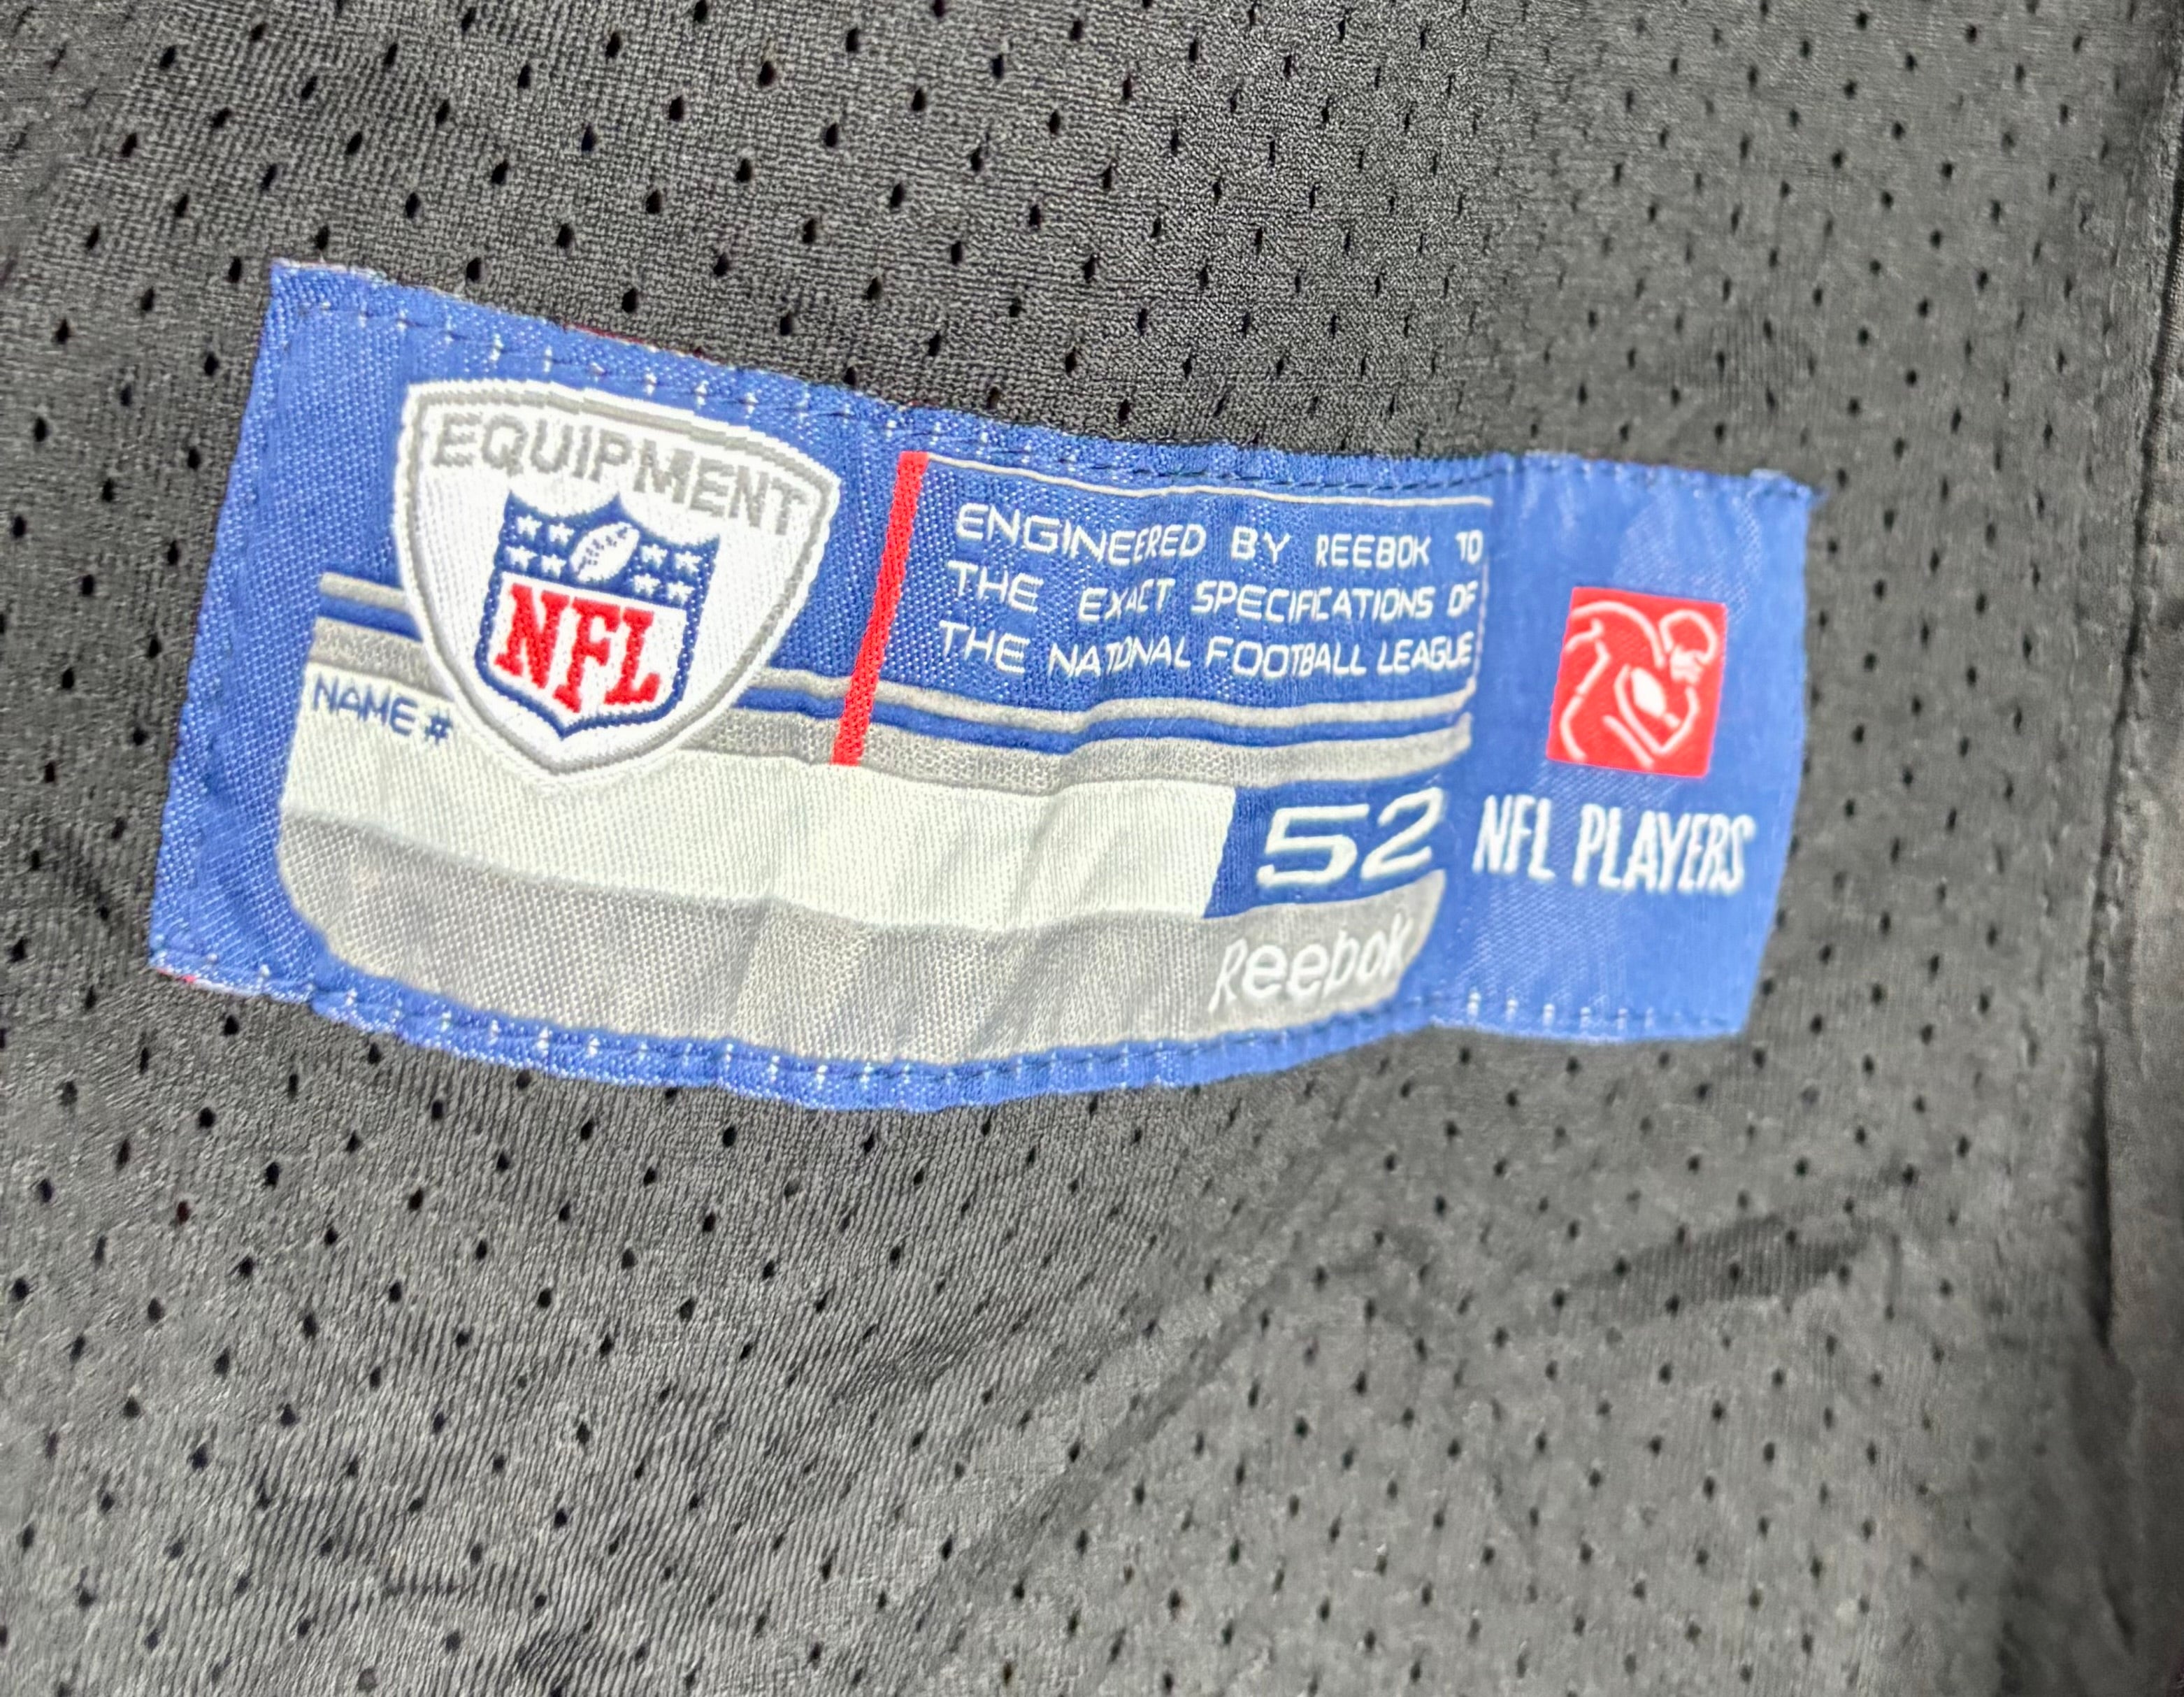 EQUIPMENT
NFL
ENGINEERED BY REEBOK TO
THE EXACT SPECIFICATIONS OF
THE NATIONAL FOOTBALL LEAGUE
NAME #
52
Reebok
NFL PLAYERS